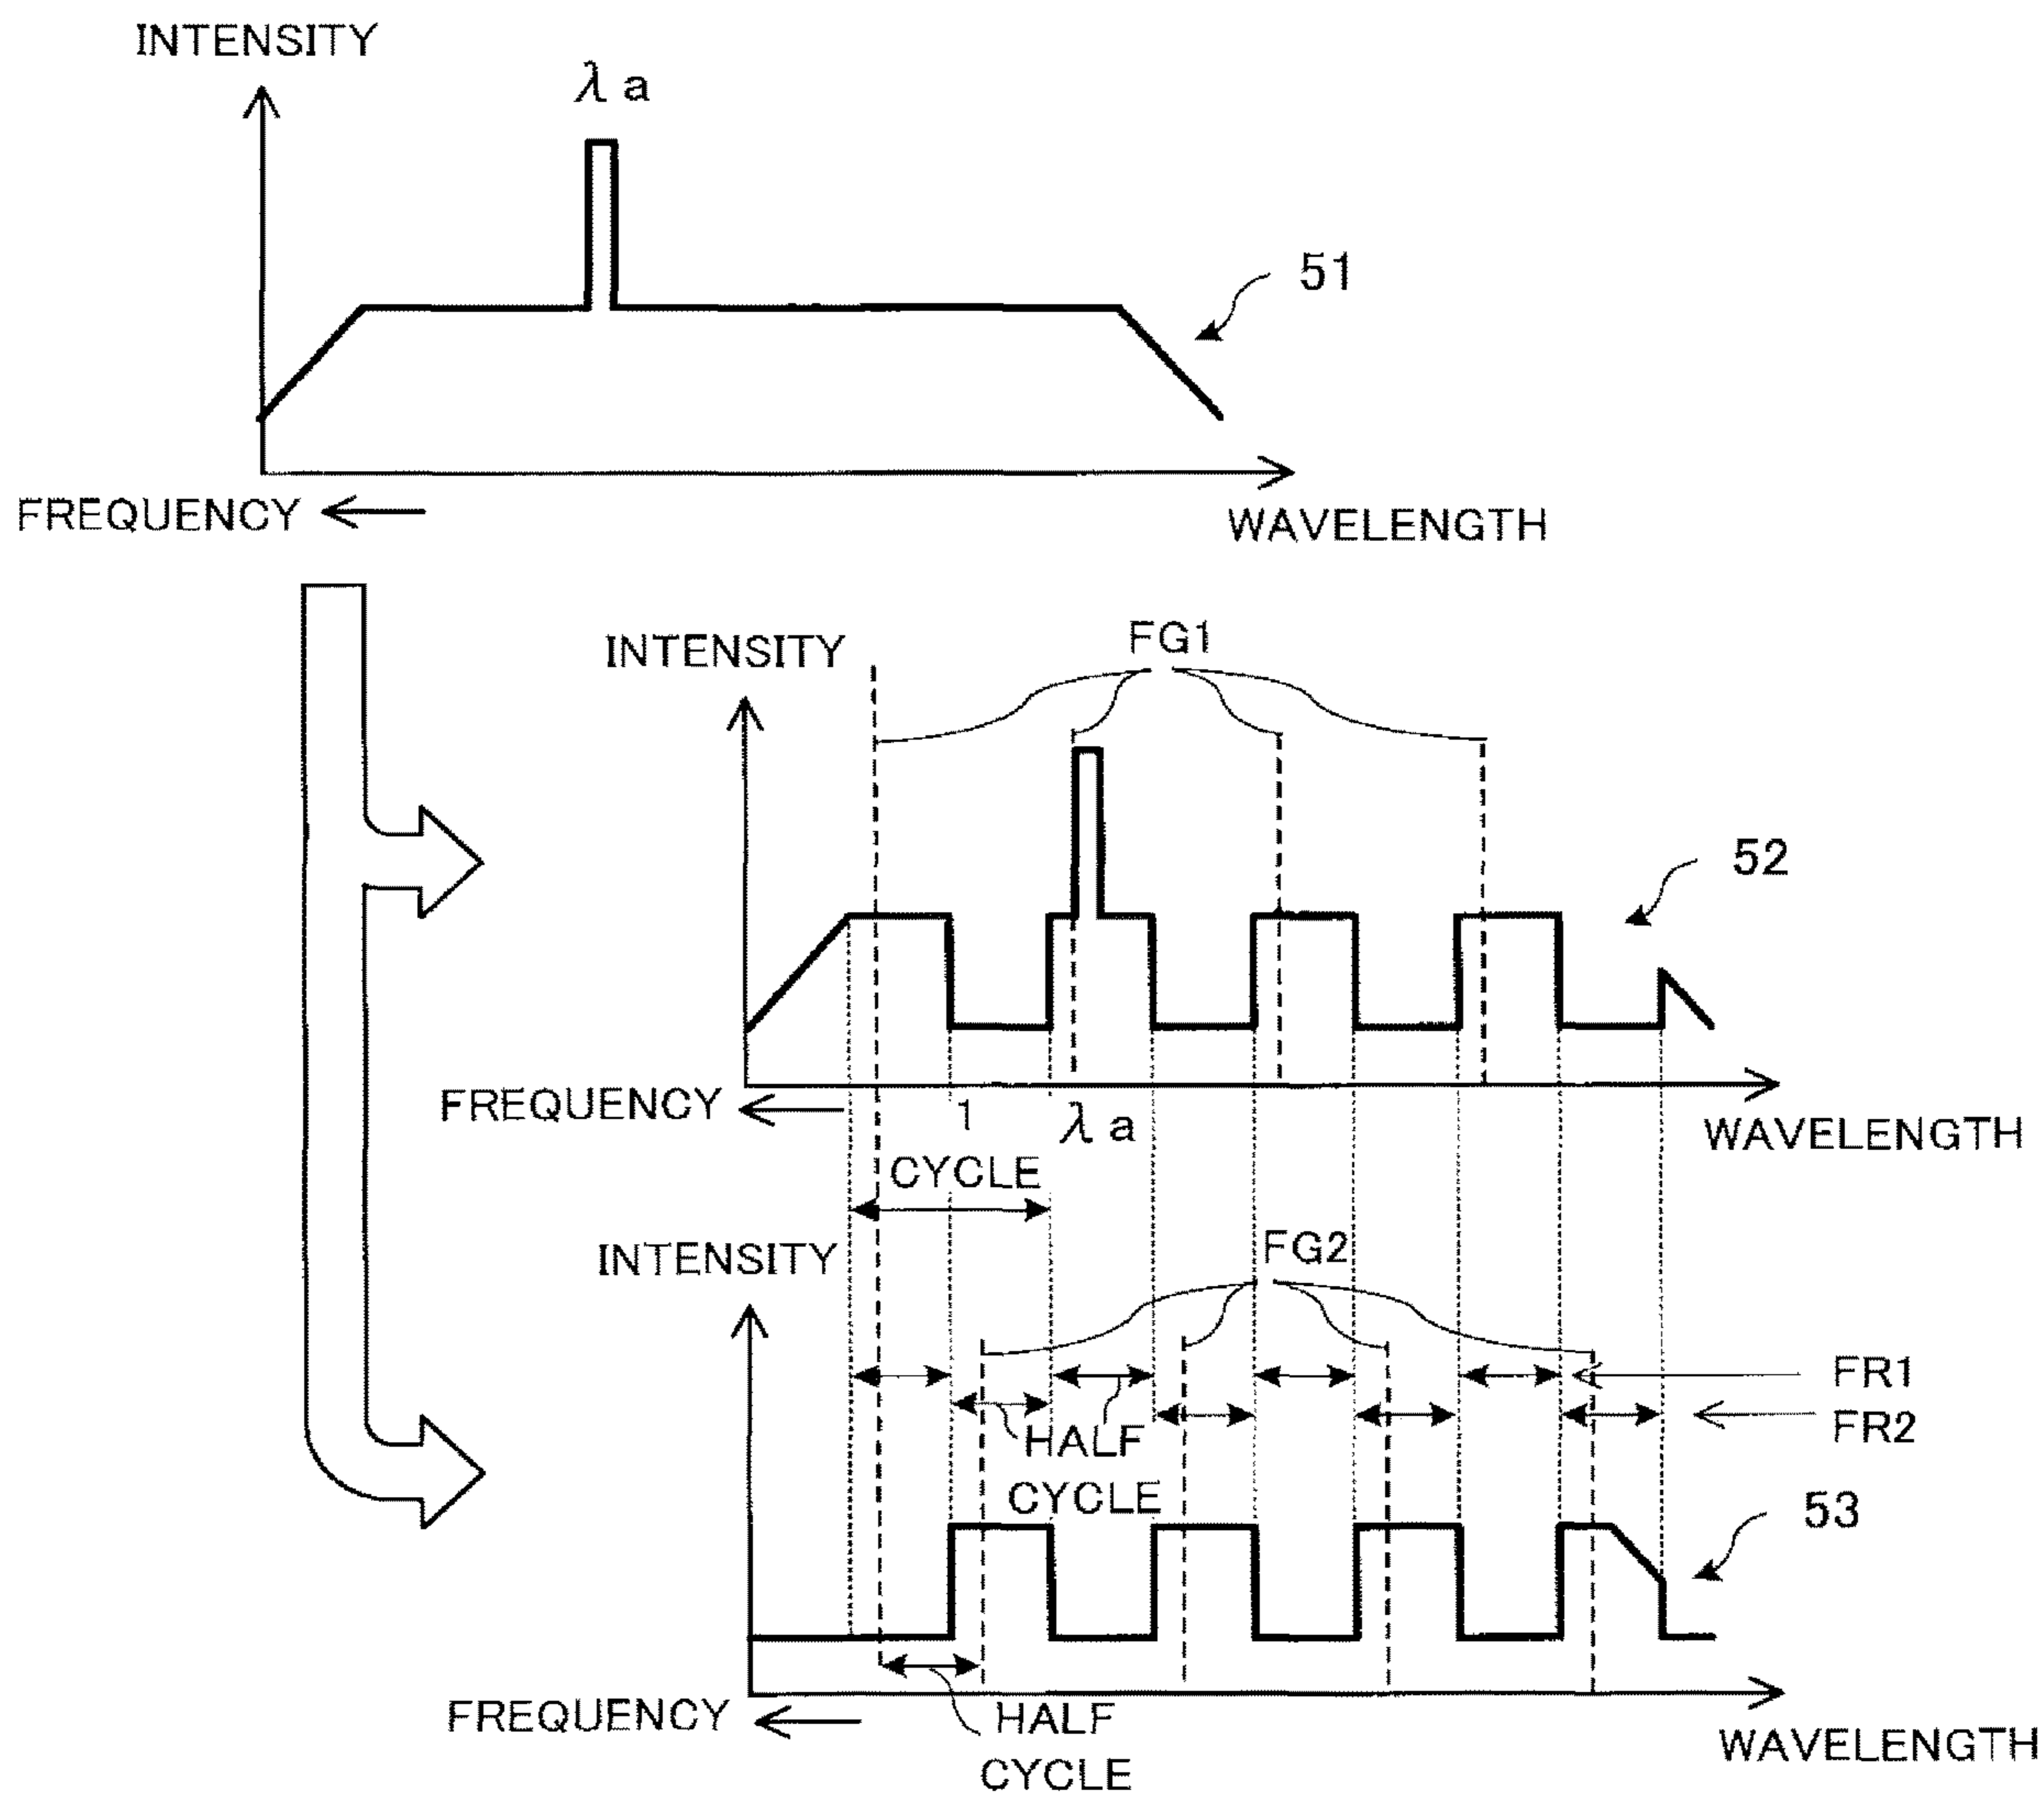 INTENSITY
λa
51
FREQUENCY
WAVELENGTH
INTENSITY
FG1
52
FREQUENCY
1
λa
WAVELENGTH
CYCLE
INTENSITY
FG2
FR1
FR2
HALF
CYCLE
53
FREQUENCY
HALF
CYCLE
WAVELENGTH